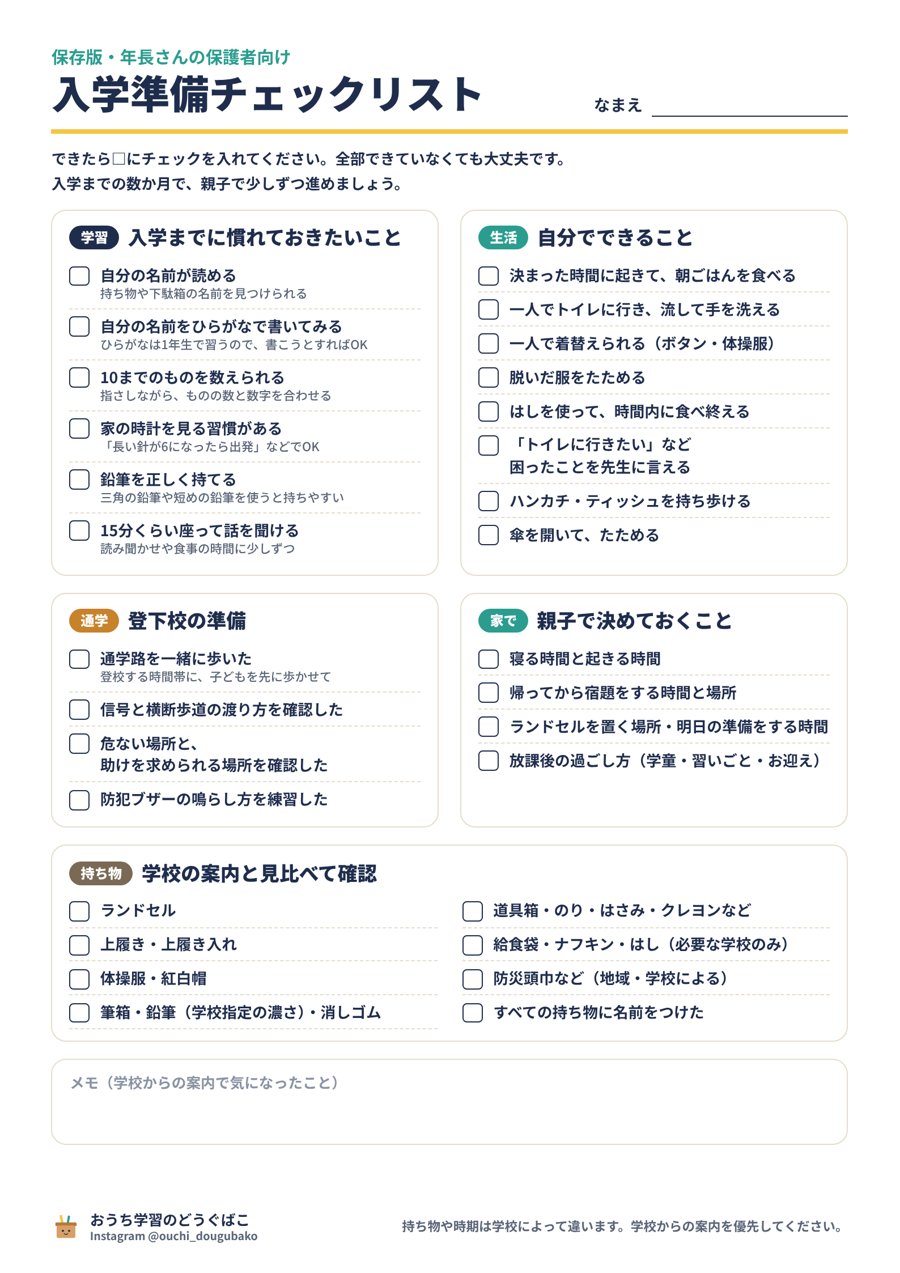 保存版・年長さんの保護者向け
入学準備チェックリスト
なまえ
できたら□にチェックを入れてください。全部できていなくても大丈夫です。
入学までの数か月で、親子で少しずつ進めましょう。
学習 入学までに慣れておきたいこと
自分の名前が読める
持ち物や下駄箱の名前を見つけられる
自分の名前をひらがなで書いてみる
ひらがなは1年生で習うので、書こうとすればOK
10までのものを数えられる
指さしながら、ものの数と数字を合わせる
家の時計を見る習慣がある
「長い針が6になったら出発」などでOK
鉛筆を正しく持てる
三角の鉛筆や短めの鉛筆を使うと持ちやすい
15分くらい座って話を聞ける
読み聞かせや食事の時間に少しずつ
生活 自分でできること
決まった時間に起きて、朝ごはんを食べる
一人でトイレに行き、流して手を洗える
一人で着替えられる（ボタン・体操服）
脱いだ服をたためる
はしを使って、時間内に食べ終える
「トイレに行きたい」など
困ったことを先生に言える
ハンカチ・ティッシュを持ち歩ける
傘を開いて、たためる
通学 登下校の準備
通学路を一緒に歩いた
登校する時間帯に、子どもを先に歩かせて
信号と横断歩道の渡り方を確認した
危ない場所と、
助けを求められる場所を確認した
防犯ブザーの鳴らし方を練習した
家で 親子で決めておくこと
寝る時間と起きる時間
帰ってから宿題をする時間と場所
ランドセルを置く場所・明日の準備をする時間
放課後の過ごし方（学童・習いごと・お迎え）
持ち物 学校の案内と見比べて確認
ランドセル
上履き・上履き入れ
体操服・紅白帽
筆箱・鉛筆（学校指定の濃さ）・消しゴム
道具箱・のり・はさみ・クレヨンなど
給食袋・ナフキン・はし（必要な学校のみ）
防災頭巾など（地域・学校による）
すべての持ち物に名前をつけた
メモ（学校からの案内で気になったこと）
おうち学習のどうぐばこ
Instagram @ouchi_dougubako
持ち物や時期は学校によって違います。学校からの案内を優先してください。